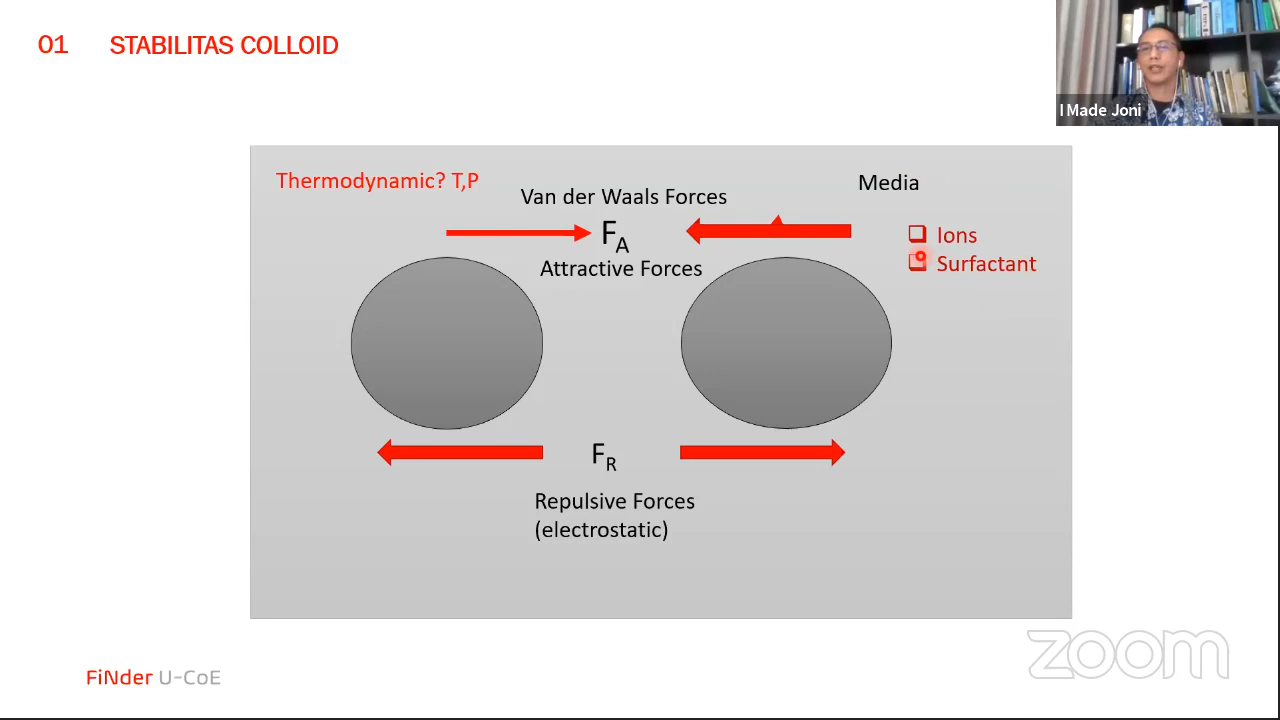 01 STABILITAS COLLOID
I Made Joni
Thermodynamic? T,P
Van der Waals Forces
Media
FA
Attractive Forces
Ions
Surfactant
FR
Repulsive Forces
(electrostatic)
FiNder U-CoE
zoom